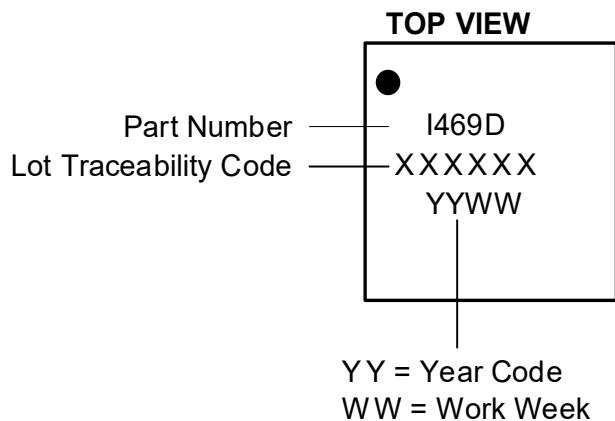 TOP VIEW
Part Number
I469D
Lot Traceability Code
XXXXXX
YYWW
YY = Year Code
WW = Work Week